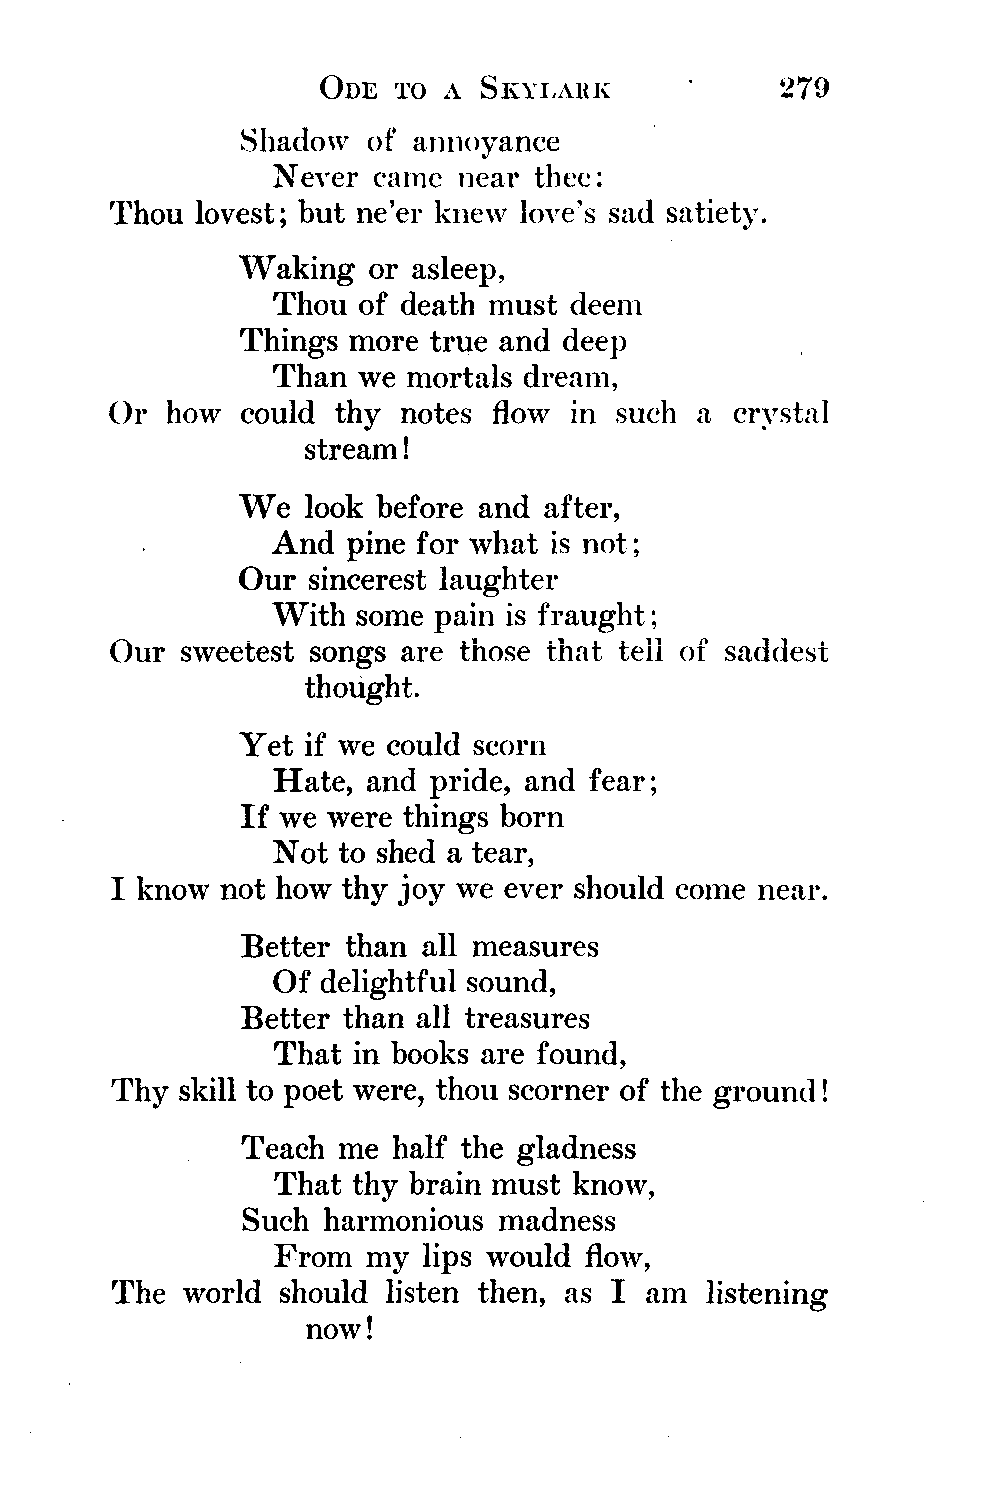 ODE TO A SKYLARK 279
Shadow of annoyance
Never came near thee:
Thou lovest; but ne'er knew love's sad satiety.
Waking or asleep,
Thou of death must deem
Things more true and deep
Than we mortals dream,
Or how could thy notes flow in such a crystal
stream!
We look before and after,
And pine for what is not;
Our sincerest laughter
With some pain is fraught;
Our sweetest songs are those that tell of saddest
thought.
Yet if we could scorn
Hate, and pride, and fear;
If we were things born
Not to shed a tear,
I know not how thy joy we ever should come near.
Better than all measures
Of delightful sound,
Better than all treasures
That in books are found,
Thy skill to poet were, thou scorner of the ground!
Teach me half the gladness
That thy brain must know,
Such harmonious madness
From my lips would flow,
The world should listen then, as I am listening
now!